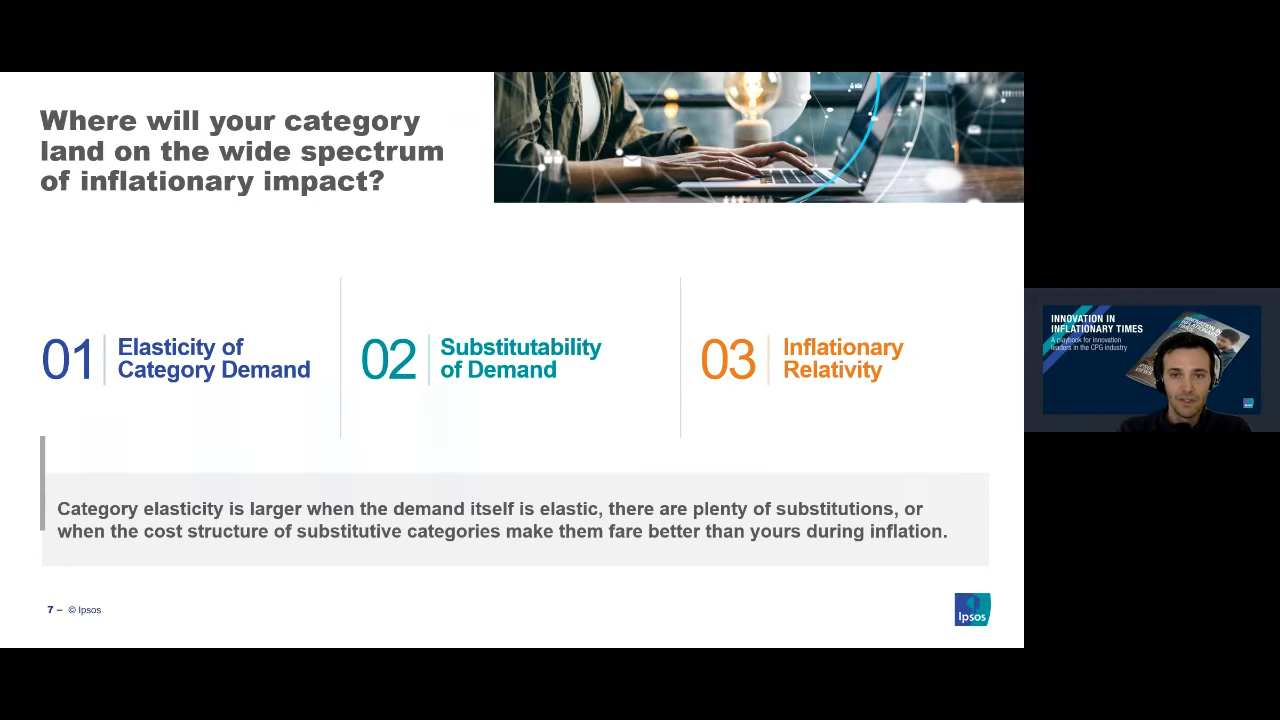 Where will your category
land on the wide spectrum
of inflationary impact?
01
Elasticity of
Category Demand
02
Substitutability
of Demand
03
Inflationary
Relativity
Category elasticity is larger when the demand itself is elastic, there are plenty of substitutions, or
when the cost structure of substitutive categories make them fare better than yours during inflation.
7 – © Ipsos
Ipsos
INNOVATION IN
INFLATIONARY TIMES
A playbook for innovation
leaders in the CPG industry